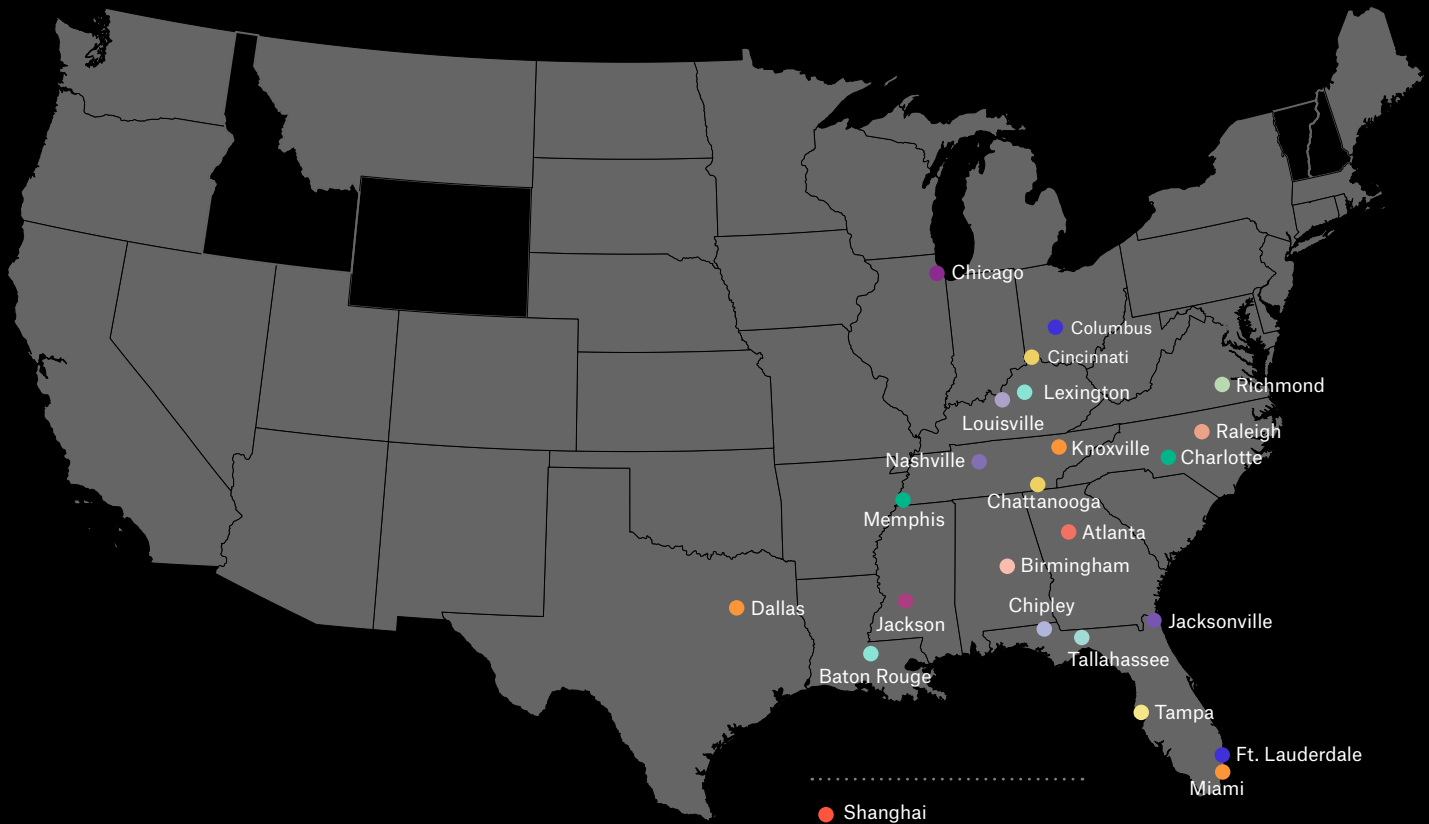 Chicago
Columbus
Cincinnati
Richmond
Lexington
Louisville
Raleigh
Knoxville
Charlotte
Nashville
Chattanooga
Memphis
Atlanta
Birmingham
Chipley
Dallas
Jackson
Jacksonville
Tallahassee
Baton Rouge
Tampa
Ft. Lauderdale
Miami
Shanghai